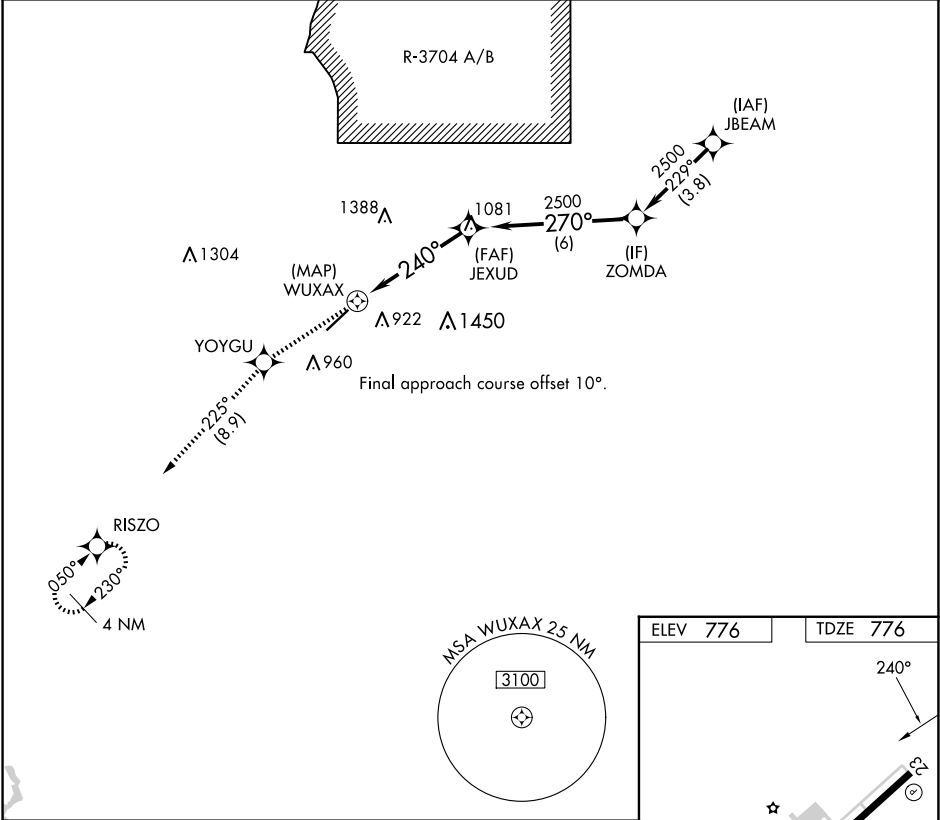 R-3704 A/B
(IAF)
JBEAM
2500
229°
(3.8)
1388
1081
2500
270°
(6)
(IF)
ZOMDA
1304
240°
(FAF)
JEXUD
(MAP)
WUXAX
922
1450
YOYGU
960
Final approach course offset 10°.
225°
(8.9)
RISZO
050°
230°
4 NM
MSA WUXAX 25 NM
3100
ELEV 776
TDZE 776
240°
23
P